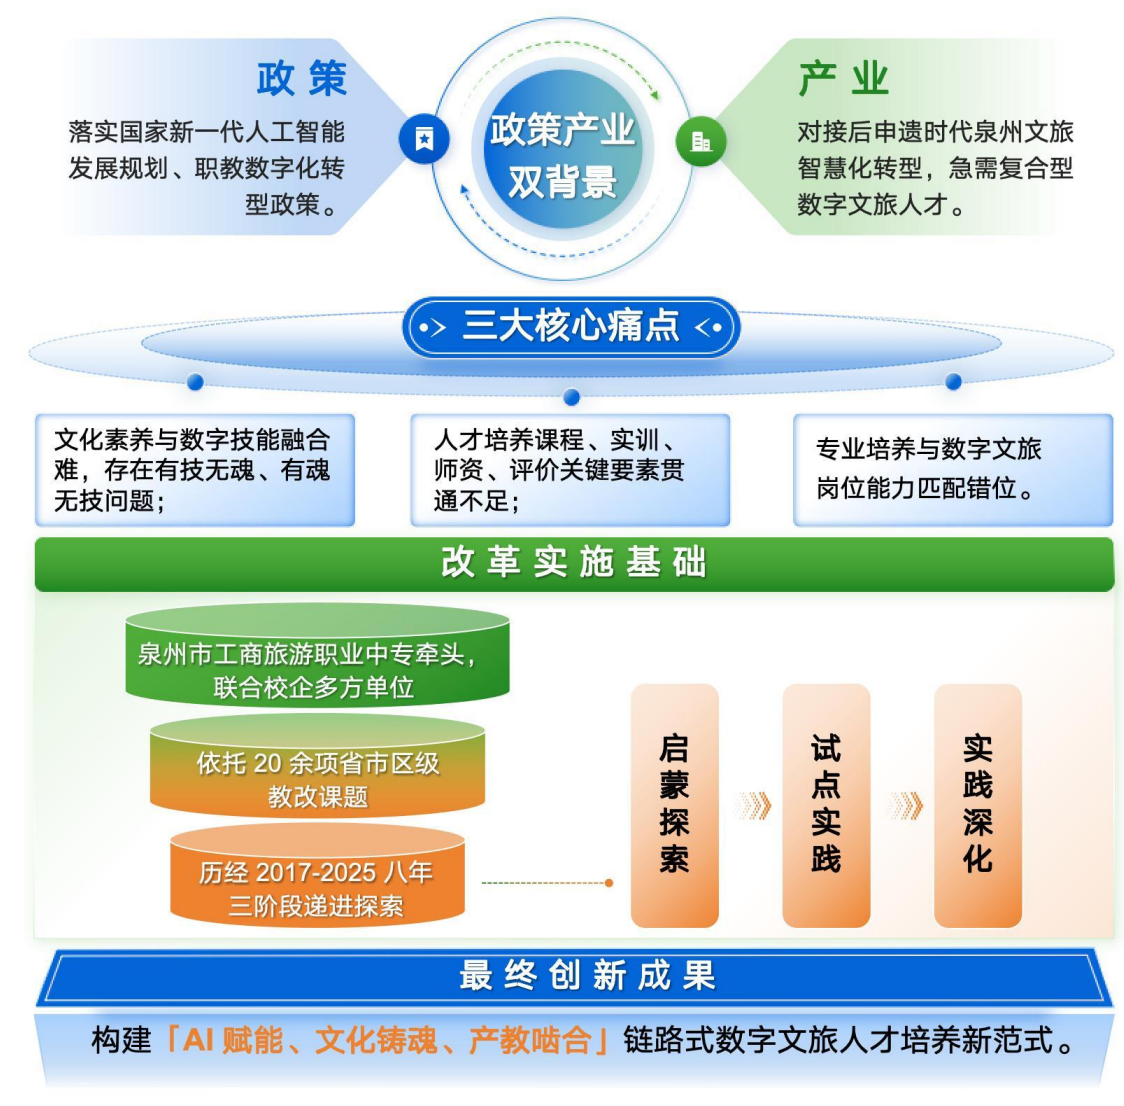 政策
落实国家新一代人工智能
发展规划、职教数字化转
型政策。
政策产业
双背景
产业
对接后申遗时代泉州文旅
智慧化转型，急需复合型
数字文旅人才。
三大核心痛点
文化素养与数字技能融合
难，存在有技无魂、有魂
无技问题；
人才培养课程、实训、
师资、评价关键要素贯
通不足；
专业培养与数字文旅
岗位能力匹配错位。
改革实施基础
泉州市工商旅游职业中专牵头，
联合校企多方单位
依托 20 余项省市区级
教改课题
历经 2017-2025 八年
三阶段递进探索
启蒙探索
试点实践
实践深化
最终创新成果
构建「AI 赋能、文化铸魂、产教啮合」链路式数字文旅人才培养新范式。